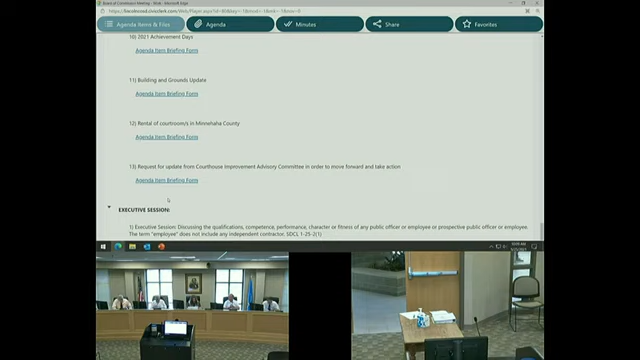 Agenda Items & Files
Agenda
Minutes
Share
Favorites
10) 2021 Achievement Days
Agenda Item Briefing Form
11) Building and Grounds Update
Agenda Item Briefing Form
12) Rental of courtroom/s in Minnehaha County
Agenda Item Briefing Form
13) Request for update from Courthouse Improvement Advisory Committee in order to move forward and take action
Agenda Item Briefing Form
EXECUTIVE SESSION:
1) Executive Session: Discussing the qualifications, competence, performance, character or fitness of any public officer or employee or prospective public officer or employee.
The term "employee" does not include any independent contractor, SDCL 1-25-2(1)